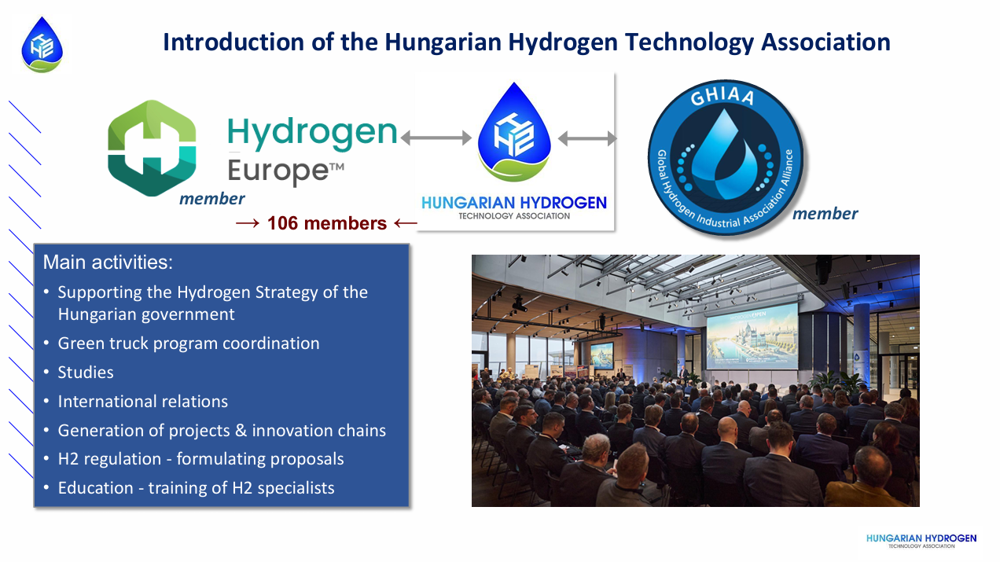 Introduction of the Hungarian Hydrogen Technology Association
H2
Hydrogen
Europe™
member
H2
HUNGARIAN HYDROGEN
TECHNOLOGY ASSOCIATION
GHIAA
Global Hydrogen Industrial Association Alliance
member
→ 106 members ←
Main activities:
• Supporting the Hydrogen Strategy of the
Hungarian government
• Green truck program coordination
• Studies
• International relations
• Generation of projects & innovation chains
• H2 regulation - formulating proposals
• Education - training of H2 specialists
HUNGARIAN HYDROGEN
TECHNOLOGY ASSOCIATION